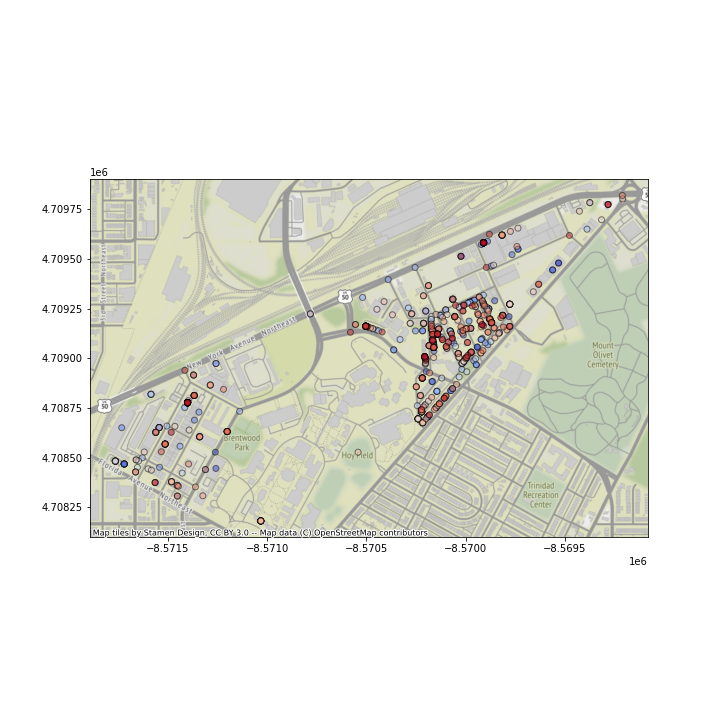 1e6
4.70975
4.70950
4.70925
4.70900
4.70875
4.70850
4.70825
50
50
New York Avenue Northeast
Mount
Olivet
Cemetery
Brentwood
Park
Hoy Field
Trinidad
Recreation
Center
Florida Avenue Northeast
Map tiles by Stamen Design, CC BY 3.0 -- Map data (C) OpenStreetMap contributors
−8.5715
−8.5710
−8.5705
−8.5700
−8.5695
1e6